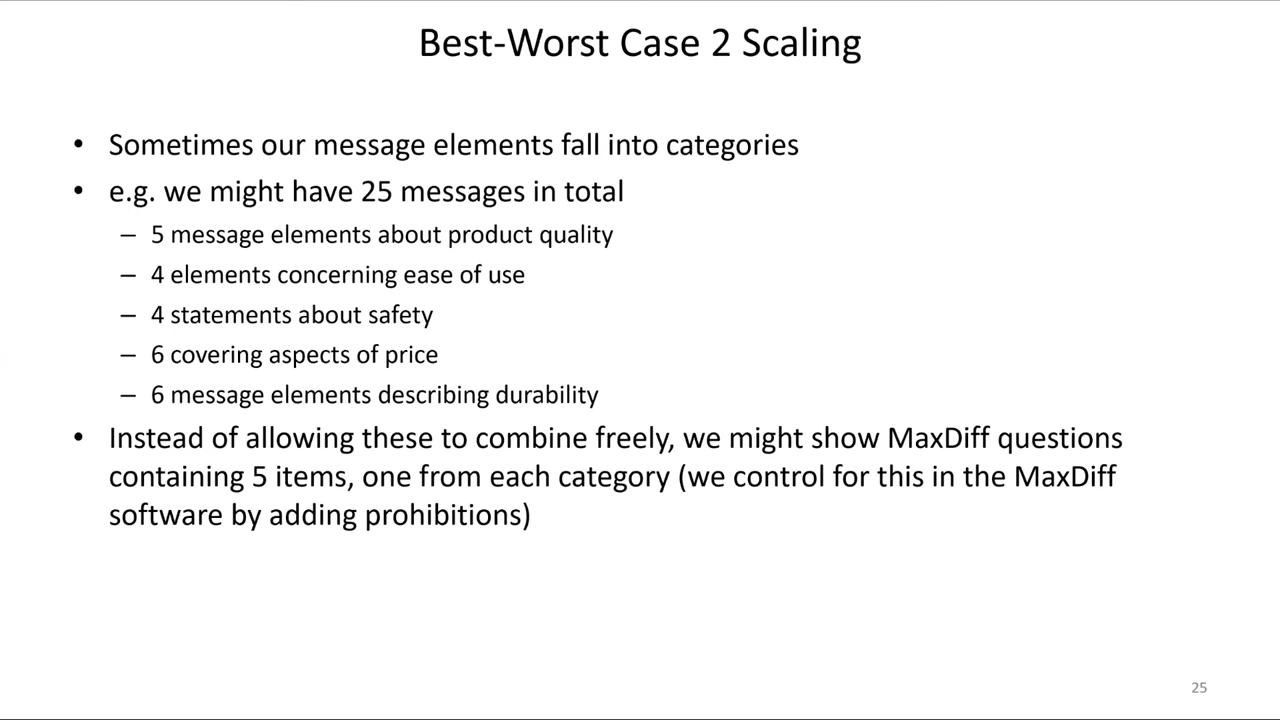 Best-Worst Case 2 Scaling
• Sometimes our message elements fall into categories
• e.g. we might have 25 messages in total
– 5 message elements about product quality
– 4 elements concerning ease of use
– 4 statements about safety
– 6 covering aspects of price
– 6 message elements describing durability
• Instead of allowing these to combine freely, we might show MaxDiff questions
containing 5 items, one from each category (we control for this in the MaxDiff
software by adding prohibitions)
25